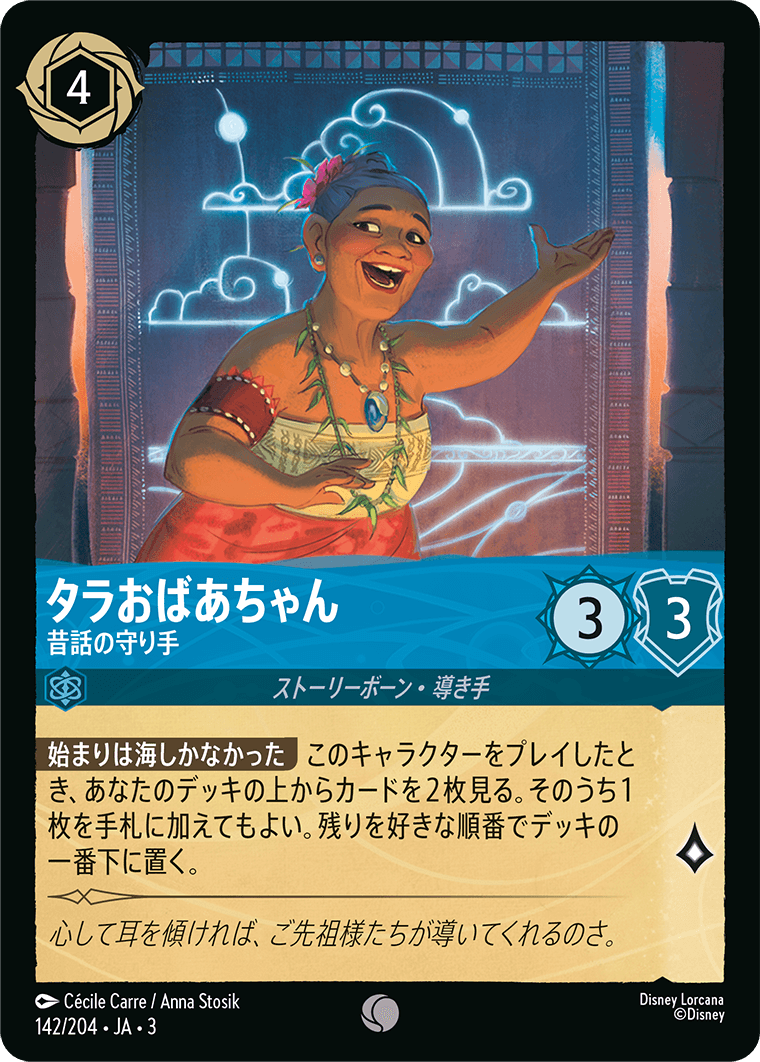 4
タラおばあちゃん
昔話の守り手
3
3
ストーリーボーン・導き手
始まりは海しかなかった このキャラクターをプレイしたと
き、あなたのデッキの上からカードを2枚見る。そのうち1
枚を手札に加えてもよい。残りを好きな順番でデッキの
一番下に置く。
心して耳を傾ければ、ご先祖様たちが導いてくれるのさ。
Cécile Carre / Anna Stosik
142/204 • JA • 3
Disney Lorcana
©Disney